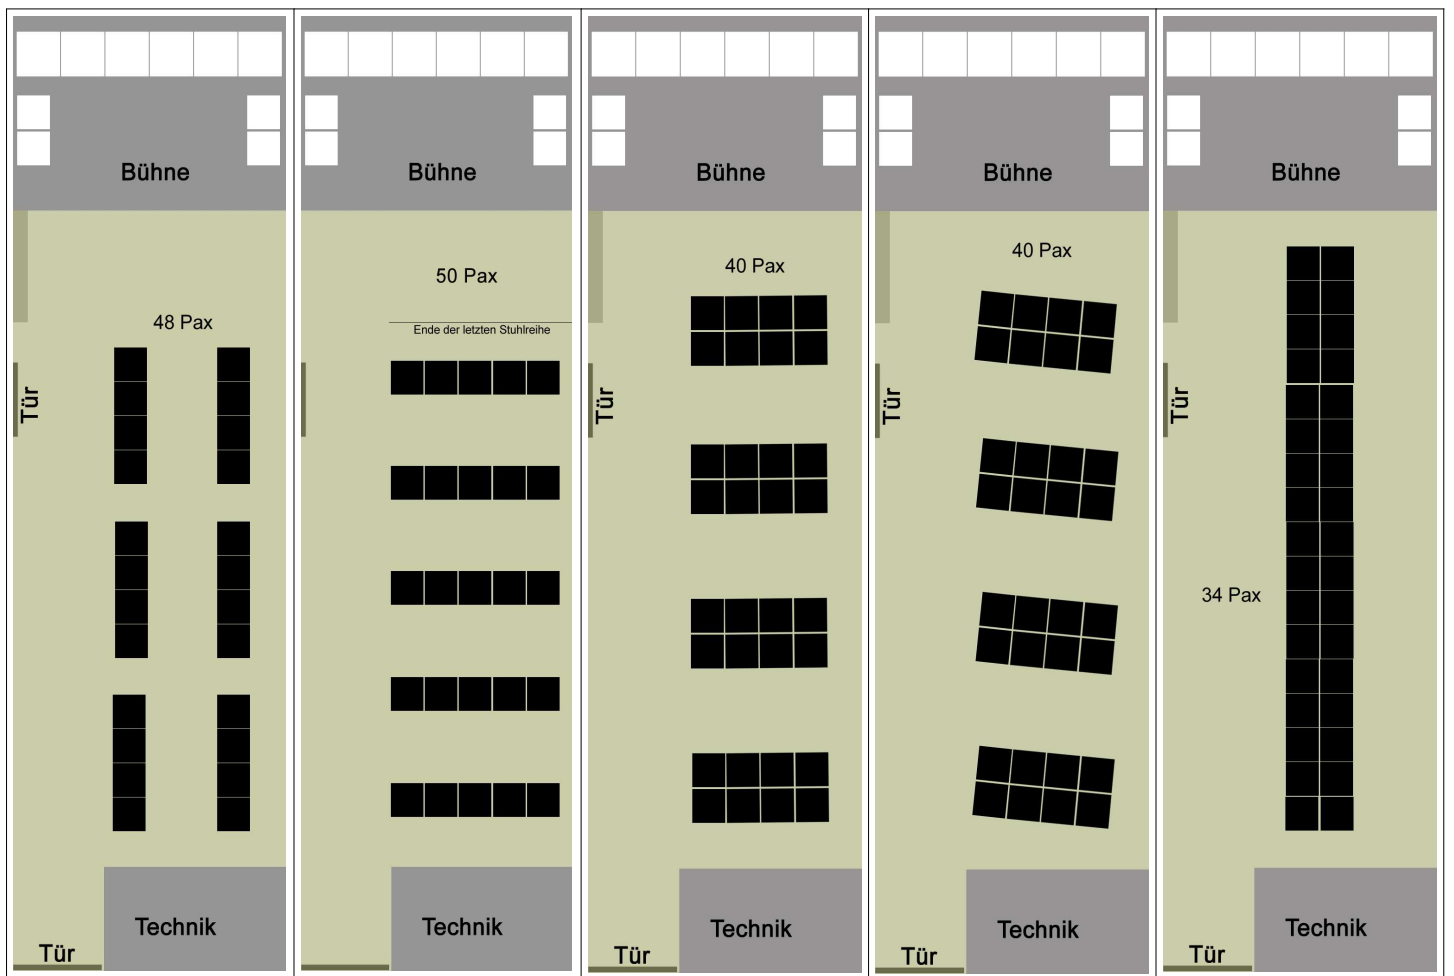 Bühne
48 Pax
Tür
Technik
Tür
Bühne
50 Pax
Ende der letzten Stuhlreihe
Technik
Bühne
40 Pax
Tür
Technik
Tür
Bühne
40 Pax
Tür
Technik
Tür
Bühne
Tür
34 Pax
Technik
Tür